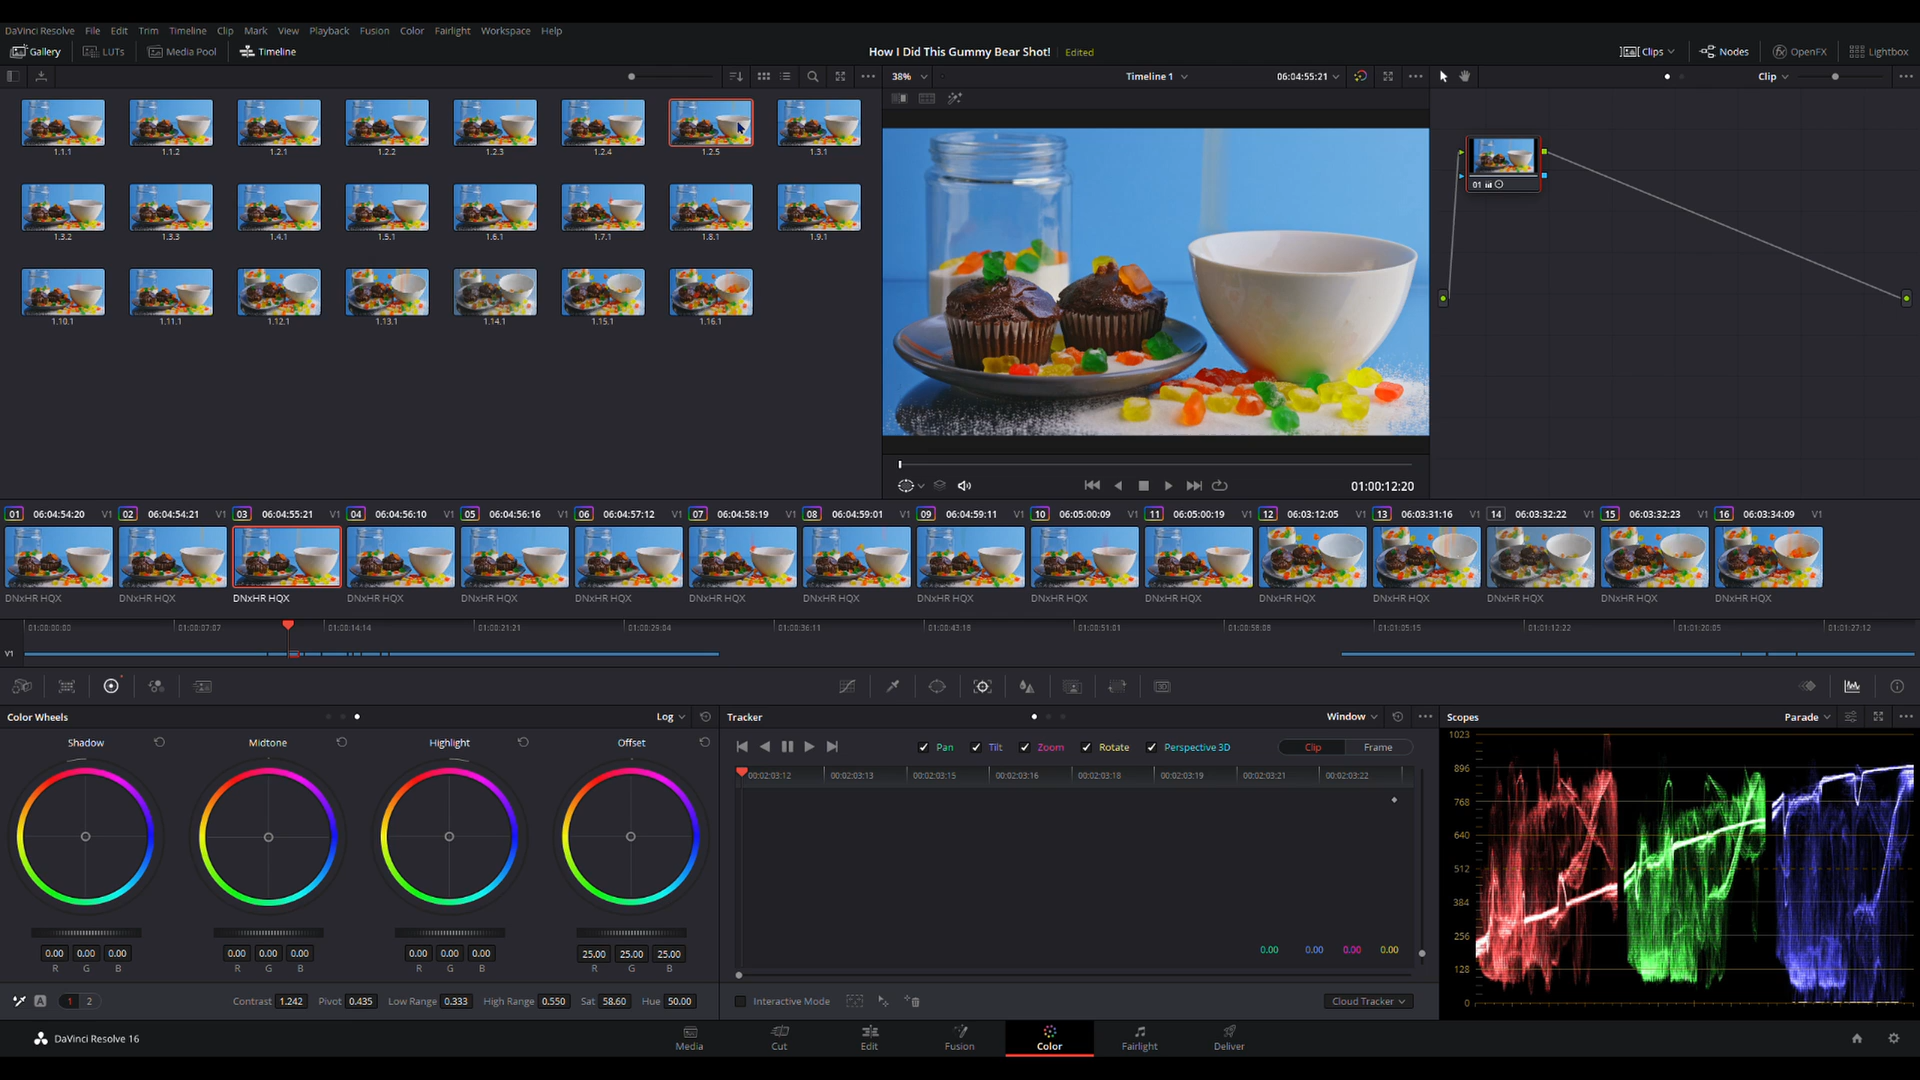 DaVinci Resolve File Edit Trim Timeline Clip Mark View Playback Fusion Color Fairlight Workspace Help
Gallery LUTs Media Pool Timeline How I Did This Gummy Bear Shot! Edited Clips Nodes OpenFX Lightbox
38% Timeline 1 06:04:55:21 Clip
1.1.1 1.1.2 1.2.1 1.2.2 1.2.3 1.2.4 1.2.5 1.3.1
1.3.2 1.3.3 1.4.1 1.5.1 1.6.1 1.7.1 1.8.1 1.9.1
1.10.1 1.11.1 1.12.1 1.13.1 1.14.1 1.15.1 1.16.1
01
01:00:12:20
01 06:04:54:20 V1 02 06:04:54:21 V1 03 06:04:55:21 V1 04 06:04:56:10 V1 05 06:04:56:16 V1 06 06:04:57:12 V1 07 06:04:58:19 V1 08 06:04:59:01 V1 09 06:04:59:11 V1 10 06:05:00:09 V1 11 06:05:00:19 V1 12 06:03:12:05 V1 13 06:03:31:16 V1 14 06:03:32:22 V1 15 06:03:32:23 V1 16 06:03:34:09 V1
DNxHR HQX DNxHR HQX DNxHR HQX DNxHR HQX DNxHR HQX DNxHR HQX DNxHR HQX DNxHR HQX DNxHR HQX DNxHR HQX DNxHR HQX DNxHR HQX DNxHR HQX DNxHR HQX DNxHR HQX DNxHR HQX
01:00:00:00 01:00:07:07 01:00:14:14 01:00:21:21 01:00:29:04 01:00:36:11 01:00:43:18 01:00:51:01 01:00:58:08 01:01:05:15 01:01:12:22 01:01:20:05 01:01:27:12
V1
Color Wheels Log Tracker Window Scopes Parade
Shadow Midtone Highlight Offset
Pan Tilt Zoom Rotate Perspective 3D Clip Frame
00:02:03:12 00:02:03:13 00:02:03:15 00:02:03:16 00:02:03:18 00:02:03:19 00:02:03:21 00:02:03:22
1023
896
768
640
512
384
256
128
0
0.00 0.00 0.00 0.00
0.00 0.00 0.00 0.00 0.00 0.00 0.00 0.00 0.00 25.00 25.00 25.00
R G B R G B R G B R G B
A 1 2 Contrast 1.242 Pivot 0.435 Low Range 0.333 High Range 0.550 Sat 58.60 Hue 50.00
Interactive Mode Cloud Tracker
DaVinci Resolve 16 Media Cut Edit Fusion Color Fairlight Deliver